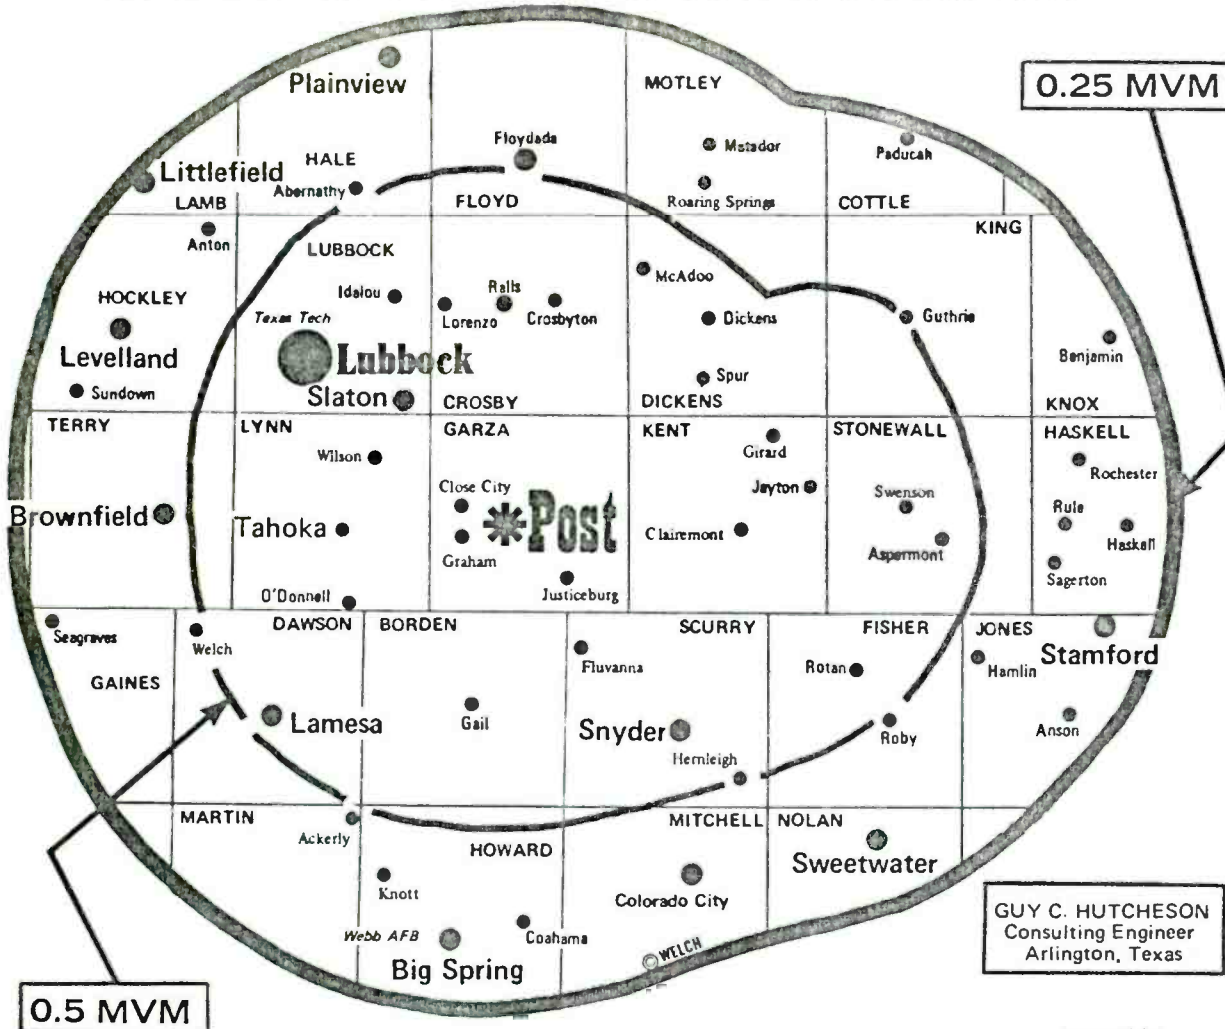 Plainview
MOTLEY
0.25 MVM
Floydada
Matador
Paducah
Littlefield
HALE
Abernathy
LAMB
FLOYD
Roaring Springs
COTTLE
Anton
LUBBOCK
KING
HOCKLEY
Idalou
Ralls
McAdoo
Texas Tech
Lorenzo
Crosbyton
Dickens
Guthrie
Levelland
Lubbock
Benjamin
Sundown
Slaton
Spur
CROSBY
DICKENS
KNOX
TERRY
LYNN
GARZA
KENT
STONEWALL
HASKELL
Wilson
Girard
Rochester
Close City
Jayton
Swenson
Brownfield
Tahoka
Post
Clairemont
Rule
Graham
Aspermont
Haskell
Justiceburg
Sagerton
O'Donnell
DAWSON
BORDEN
SCURRY
FISHER
JONES
Seagraves
Welch
Fluvanna
Rotan
Hamlin
Stamford
GAINES
Lamesa
Gail
Snyder
Roby
Anson
Hernleigh
MARTIN
Ackerly
HOWARD
MITCHELL
NOLAN
Sweetwater
Knott
Colorado City
GUY C. HUTCHESON
Consulting Engineer
Arlington, Texas
Webb AFB
Coahama
©WELCH
Big Spring
0.5 MVM